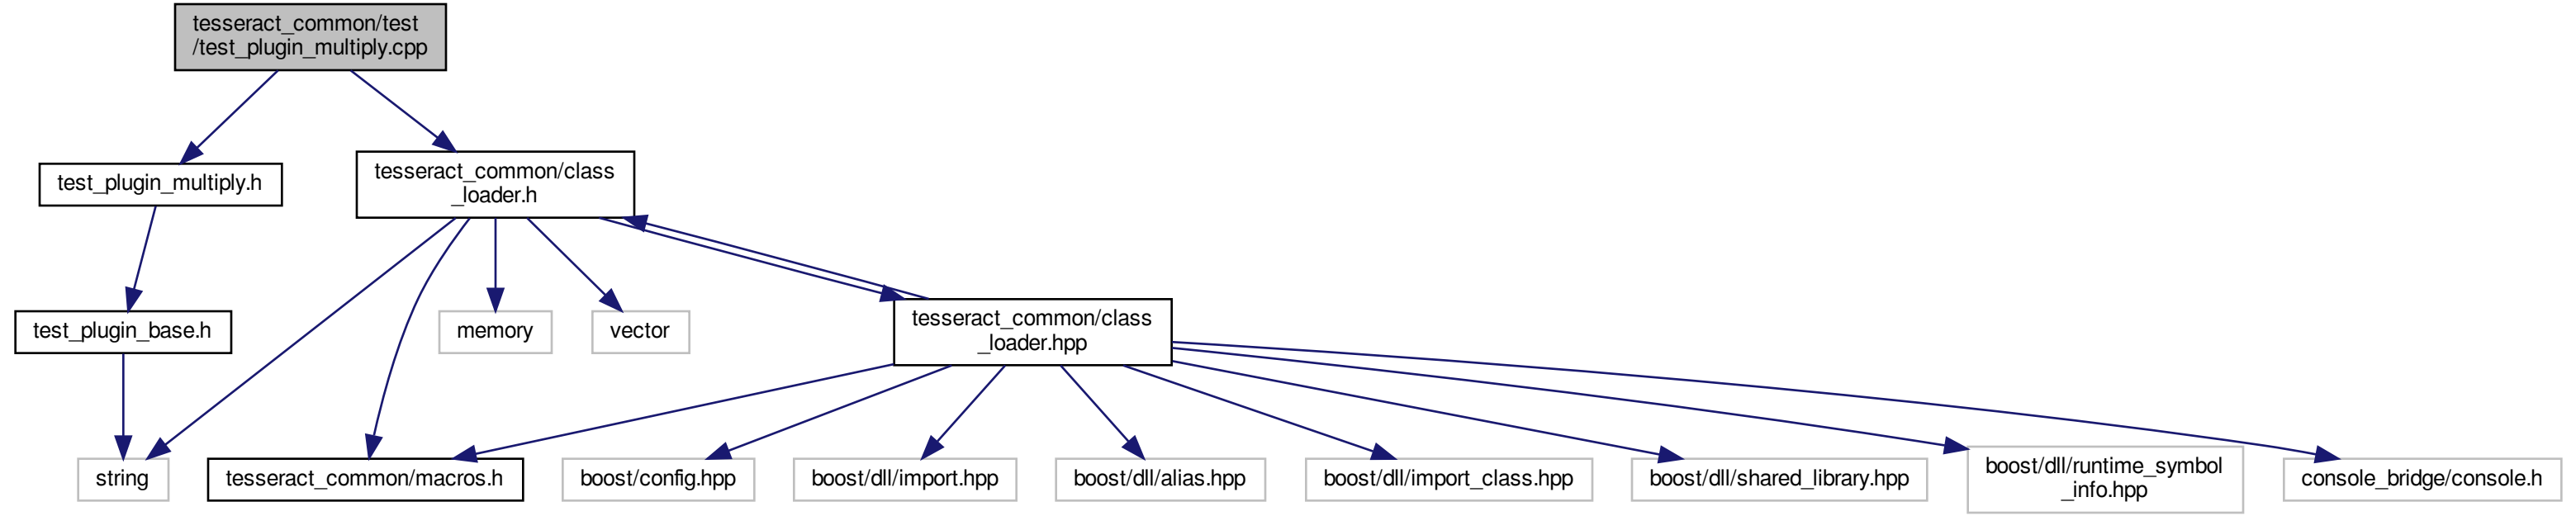 tesseract_common/test
/test_plugin_multiply.cpp
test_plugin_multiply.h
tesseract_common/class
_loader.h
test_plugin_base.h
memory
vector
tesseract_common/class
_loader.hpp
string
tesseract_common/macros.h
boost/config.hpp
boost/dll/import.hpp
boost/dll/alias.hpp
boost/dll/import_class.hpp
boost/dll/shared_library.hpp
boost/dll/runtime_symbol
_info.hpp
console_bridge/console.h